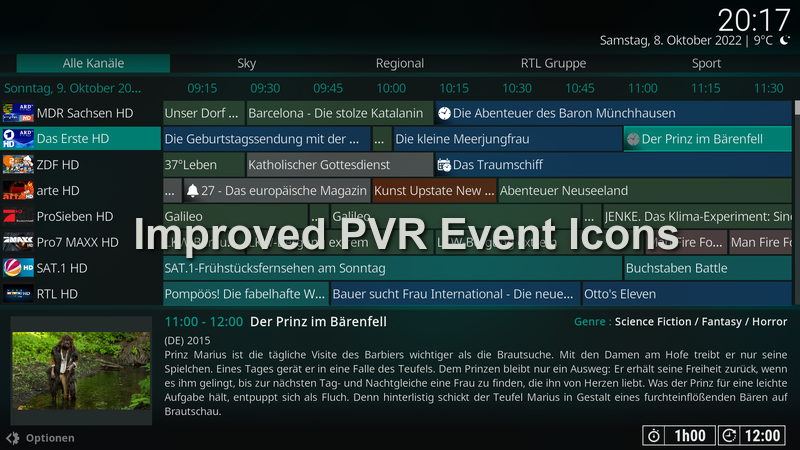 20:17
Samstag, 8. Oktober 2022 | 9°C
Alle Kanäle Sky Regional RTL Gruppe Sport
Sonntag, 9. Oktober 20... 09:15 09:30 09:45 10:00 10:15 10:30 10:45 11:00 11:15 11:30
MDR Sachsen HD Unser Dorf ... Barcelona - Die stolze Katalanin Die Abenteuer des Baron Münchhausen
Das Erste HD Die Geburtstagssendung mit der ... ... Die kleine Meerjungfrau Der Prinz im Bärenfell
ZDF HD 37°Leben Katholischer Gottesdienst Das Traumschiff
arte HD ... 27 - Das europäische Magazin Kunst Upstate New ... Abenteuer Neuseeland
ProSieben HD Galileo ... Galileo ... JENKE. Das Klima-Experiment:
Improved PVR Event Icons
Pro7 MAXX HD extrem Fire Fo... Man Fire Fo
SAT.1 HD SAT.1-Frühstücksfernsehen am Sonntag Buchstaben Battle
RTL HD Pompöös! Die fabelhafte W... Bauer sucht Frau International - Die neue... Otto's Eleven
11:00 - 12:00 Der Prinz im Bärenfell Genre : Science Fiction / Fantasy / Horror
(DE) 2015
Prinz Marius ist die tägliche Visite des Barbiers wichtiger als die Brautsuche. Mit den Damen am Hofe treibt er nur seine
Spielchen. Eines Tages gerät er in eine Falle des Teufels. Dem Prinzen bleibt nur ein Ausweg: Er erhält seine Freiheit zurück, wenn
es ihm gelingt, bis zur nächsten Tag- und Nachtgleiche eine Frau zu finden, die ihn von Herzen liebt. Was der Prinz für eine leichte
Aufgabe hält, entpuppt sich als Fluch. Denn hinterlistig schickt der Teufel Marius in Gestalt eines furchteinflößenden Bären auf
Brautschau.
Optionen 1h00 12:00